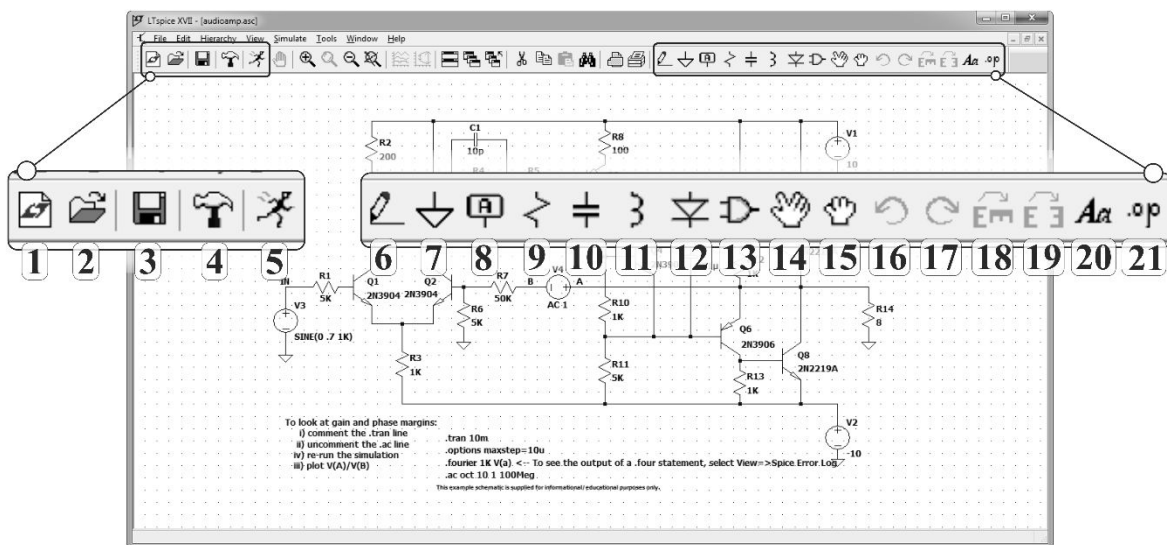 LTspice XVII - [audioamp.asc]
File Edit Hierarchy View Simulate Tools Window Help
A
Aa .op
C1
10p
R2
200
R8
100
V1
10
R4
R5
A
Aa .op
1 2 3 4 5
6 7 8 9 10 11 12 13 14 15 16 17 18 19 20 21
IN
R1
5K
Q1
2N3904
Q2
2N3904
R7
50K
B
V4
A
AC 1
V3
SINE(0 .7 1K)
R6
5K
R10
1K
R14
8
Q6
2N3906
R3
1K
R11
5K
R13
1K
Q8
2N2219A
V2
-10
To look at gain and phase margins:
i) comment the .tran line
ii) uncomment the .ac line
iv) re-run the simulation
iii) plot V(A)/V(B)
.tran 10m
.options maxstep=10u
.fourier 1K V(a) <-- To see the output of a .four statement, select View=>Spice Error Log
.ac oct 10 1 100Meg
This example schematic is supplied for informational/educational purposes only.